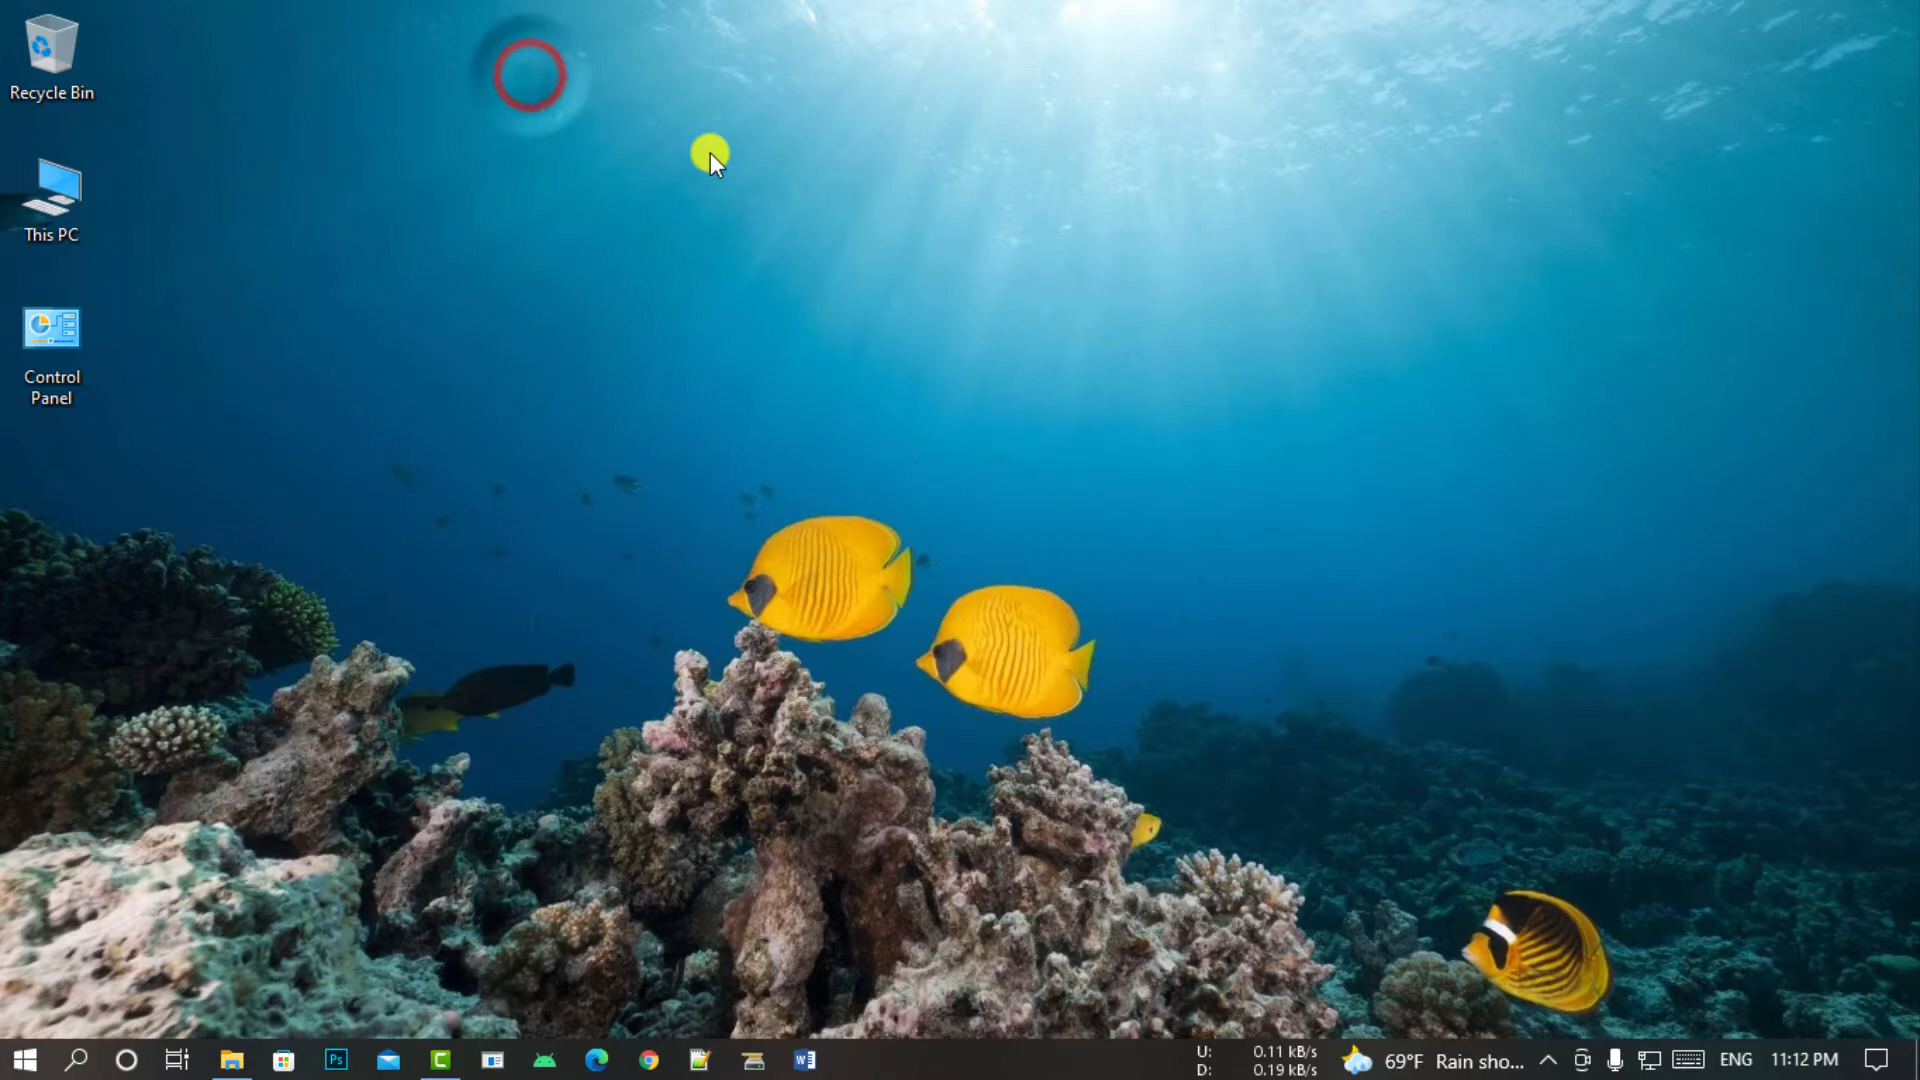 Recycle Bin
This PC
Control
Panel
Ps
C
W
U: 0.11 kB/s
D: 0.19 kB/s
69°F Rain sho...
ENG
11:12 PM